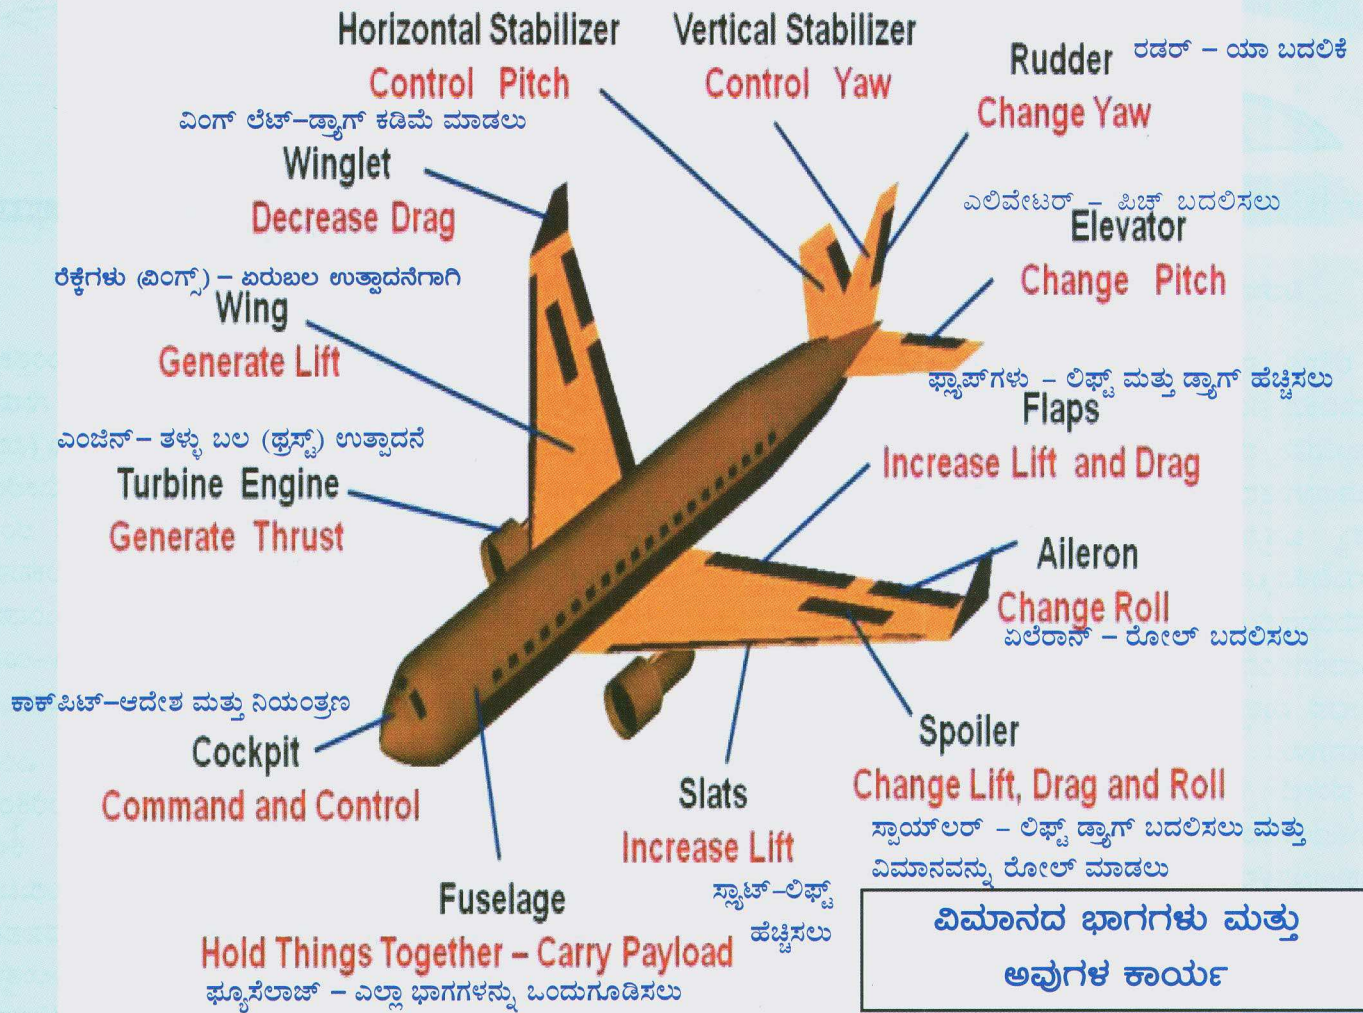 Horizontal Stabilizer
Control Pitch
Vertical Stabilizer
Control Yaw
ರಡರ್ – ಯಾ ಬದಲಿಕೆ
Rudder
Change Yaw
ವಿಂಗ್ ಲೆಟ್–ಡ್ರ್ಯಾಗ್ ಕಡಿಮೆ ಮಾಡಲು
Winglet
Decrease Drag
ಎಲಿವೇಟರ್ – ಪಿಚ್ ಬದಲಿಸಲು
Elevator
Change Pitch
ರೆಕ್ಕೆಗಳು (ವಿಂಗ್ಸ್) – ಏರುಬಲ ಉತ್ಪಾದನೆಗಾಗಿ
Wing
Generate Lift
ಫ್ಲ್ಯಾಪ್‌ಗಳು – ಲಿಫ್ಟ್ ಮತ್ತು ಡ್ರ್ಯಾಗ್ ಹೆಚ್ಚಿಸಲು
Flaps
Increase Lift and Drag
ಎಂಜಿನ್– ತಳ್ಳು ಬಲ (ಥ್ರಸ್ಟ್) ಉತ್ಪಾದನೆ
Turbine Engine
Generate Thrust
Aileron
Change Roll
ಏಲೆರಾನ್ – ರೋಲ್ ಬದಲಿಸಲು
ಕಾಕ್‌ಪಿಟ್–ಆದೇಶ ಮತ್ತು ನಿಯಂತ್ರಣ
Cockpit
Command and Control
Spoiler
Change Lift, Drag and Roll
ಸ್ಪಾಯ್‌ಲರ್ – ಲಿಫ್ಟ್ ಡ್ರ್ಯಾಗ್ ಬದಲಿಸಲು ಮತ್ತು
ವಿಮಾನವನ್ನು ರೋಲ್ ಮಾಡಲು
Slats
Increase Lift
ಸ್ಲ್ಯಾಟ್–ಲಿಫ್ಟ್
ಹೆಚ್ಚಿಸಲು
Fuselage
Hold Things Together – Carry Payload
ಫ್ಯೂಸೆಲಾಜ್ – ಎಲ್ಲಾ ಭಾಗಗಳನ್ನು ಒಂದುಗೂಡಿಸಲು
ವಿಮಾನದ ಭಾಗಗಳು ಮತ್ತು
ಅವುಗಳ ಕಾರ್ಯ